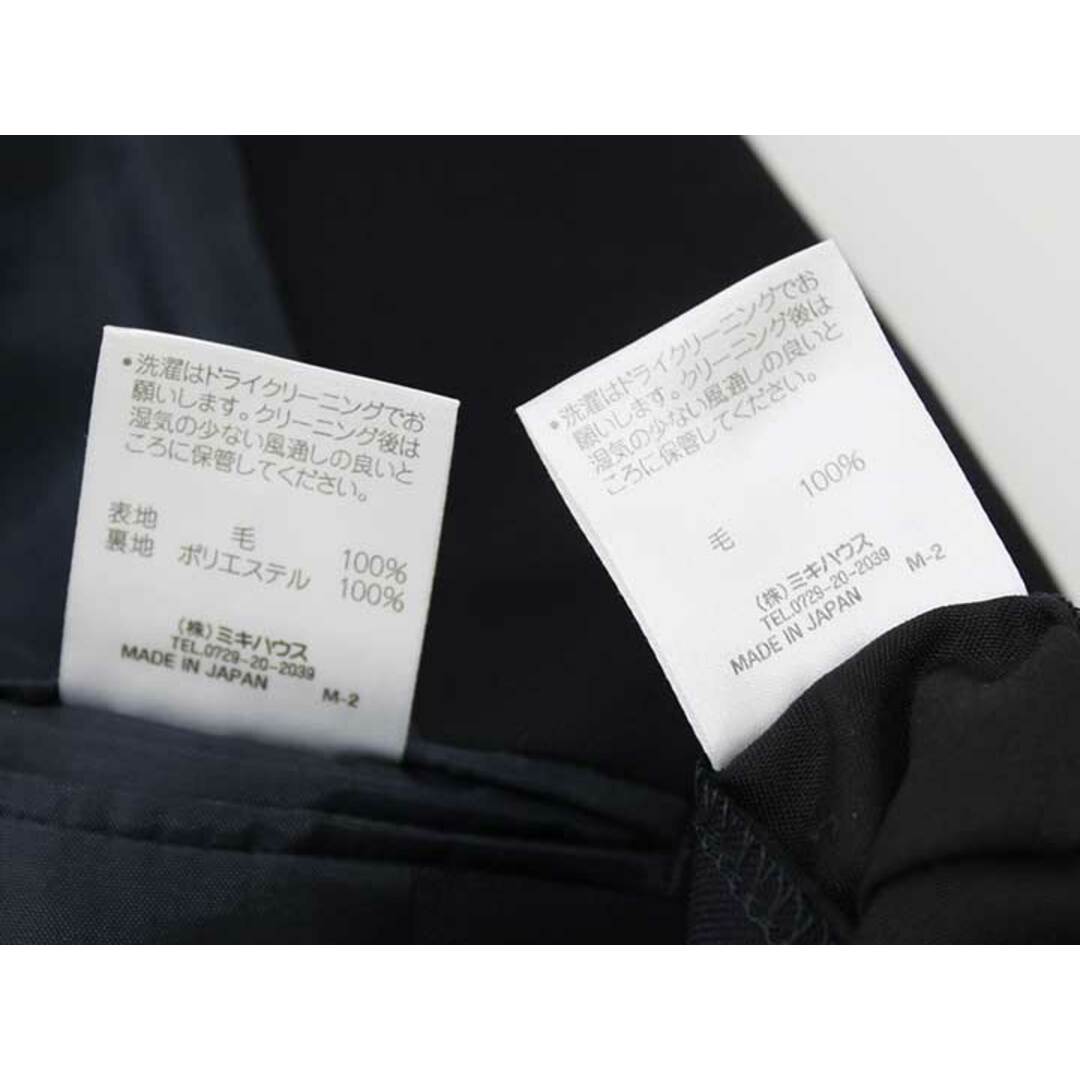 •洗濯はドライクリーニングでお
願いします。クリーニング後は
湿気の少ない風通しの良いと
ころに保管してください。
表地 毛 100%
裏地 ポリエステル 100%
(株)ミキハウス
TEL.0729-20-2039
MADE IN JAPAN M-2
•洗濯はドライクリーニングでお
願いします。クリーニング後は
湿気の少ない風通しの良いと
ころに保管してください。
毛 100%
(株)ミキハウス
TEL.0729-20-2039
MADE IN JAPAN M-2